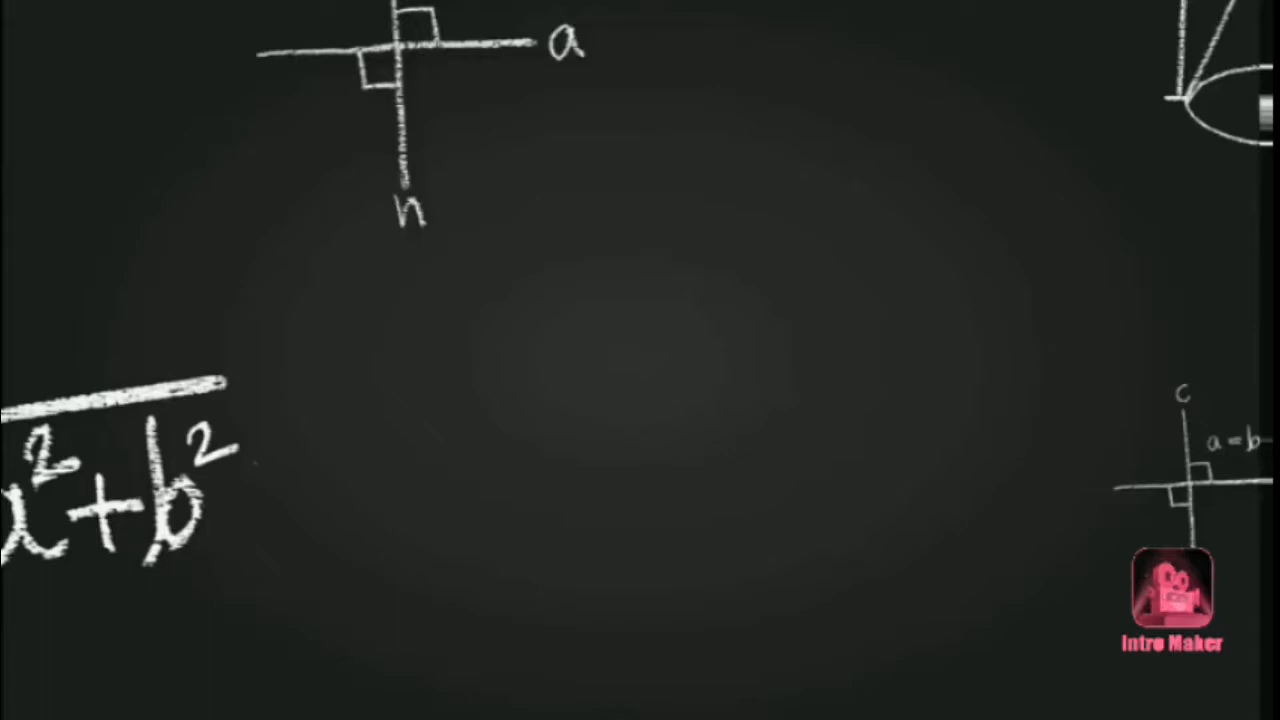 a
n
c
a = b
a²+b²
Intro Maker